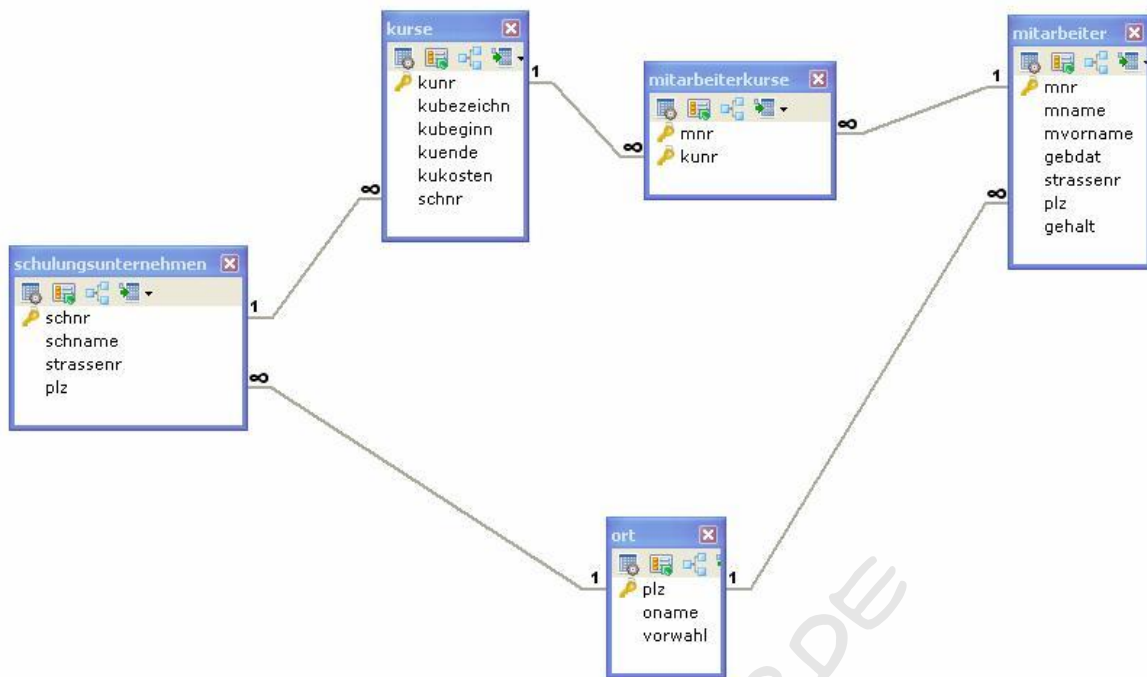 kurse
kunr
kubezeichn
kubeginn
kuende
kukosten
schnr
mitarbeiterkurse
mnr
kunr
mitarbeiter
mnr
mname
mvorname
gebdat
strassenr
plz
gehalt
schulungsunternehmen
schnr
schname
strassenr
plz
ort
plz
oname
vorwahl
1
∞
∞
1
∞
1
∞
1
1
∞